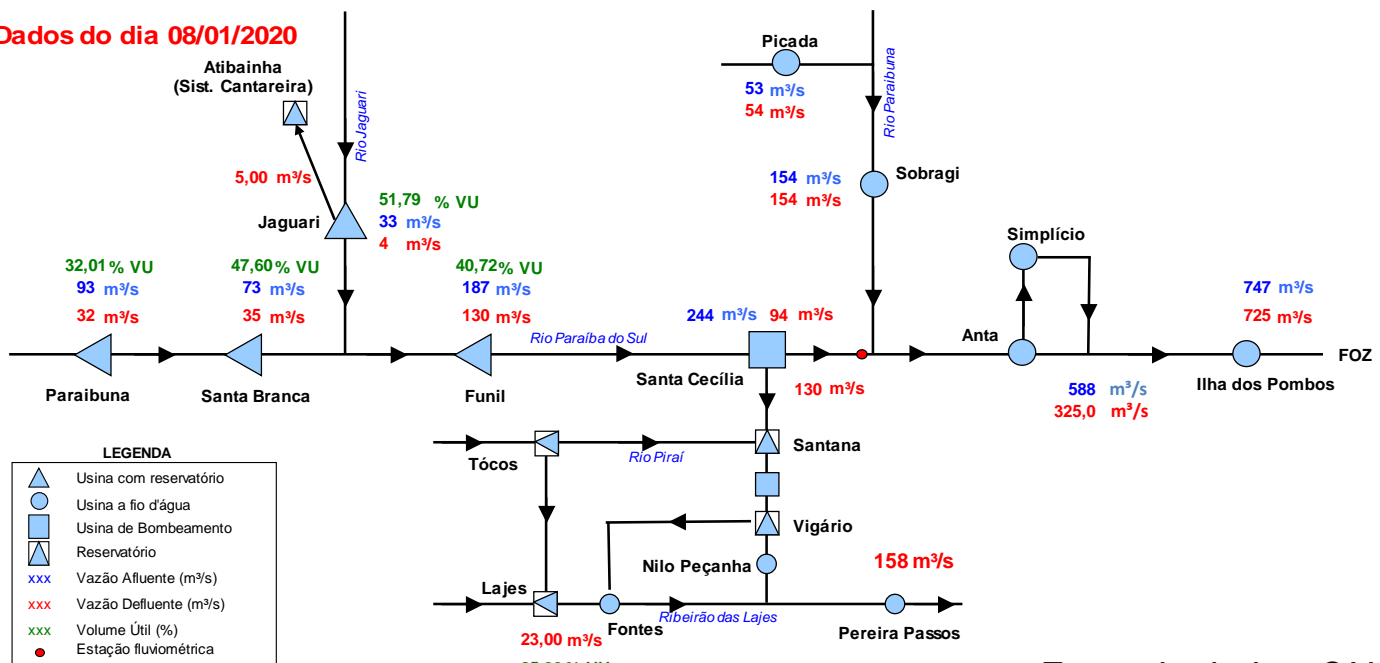 Dados do dia 08/01/2020
Atibainha
(Sist. Cantareira)
Rio Jaguari
5,00 m³/s
Jaguari
51,79 % VU
33 m³/s
4 m³/s
Picada
53 m³/s
54 m³/s
Rio Paraibuna
154 m³/s
154 m³/s
Sobragi
Simplício
32,01 % VU
93 m³/s
32 m³/s
Paraibuna
47,60 % VU
73 m³/s
35 m³/s
Santa Branca
40,72 % VU
187 m³/s
130 m³/s
Funil
Rio Paraíba do Sul
244 m³/s 94 m³/s
Santa Cecília
130 m³/s
Anta
588 m³/s
325,0 m³/s
747 m³/s
725 m³/s
Ilha dos Pombos
FOZ
Tócos
Rio Piraí
Santana
Vigário
Nilo Peçanha
158 m³/s
Lajes
23,00 m³/s
Fontes
Ribeirão das Lajes
Pereira Passos
LEGENDA
Usina com reservatório
Usina a fio d'água
Usina de Bombeamento
Reservatório
xxx Vazão Afluente (m³/s)
xxx Vazão Defluente (m³/s)
xxx Volume Útil (%)
Estação fluviométrica